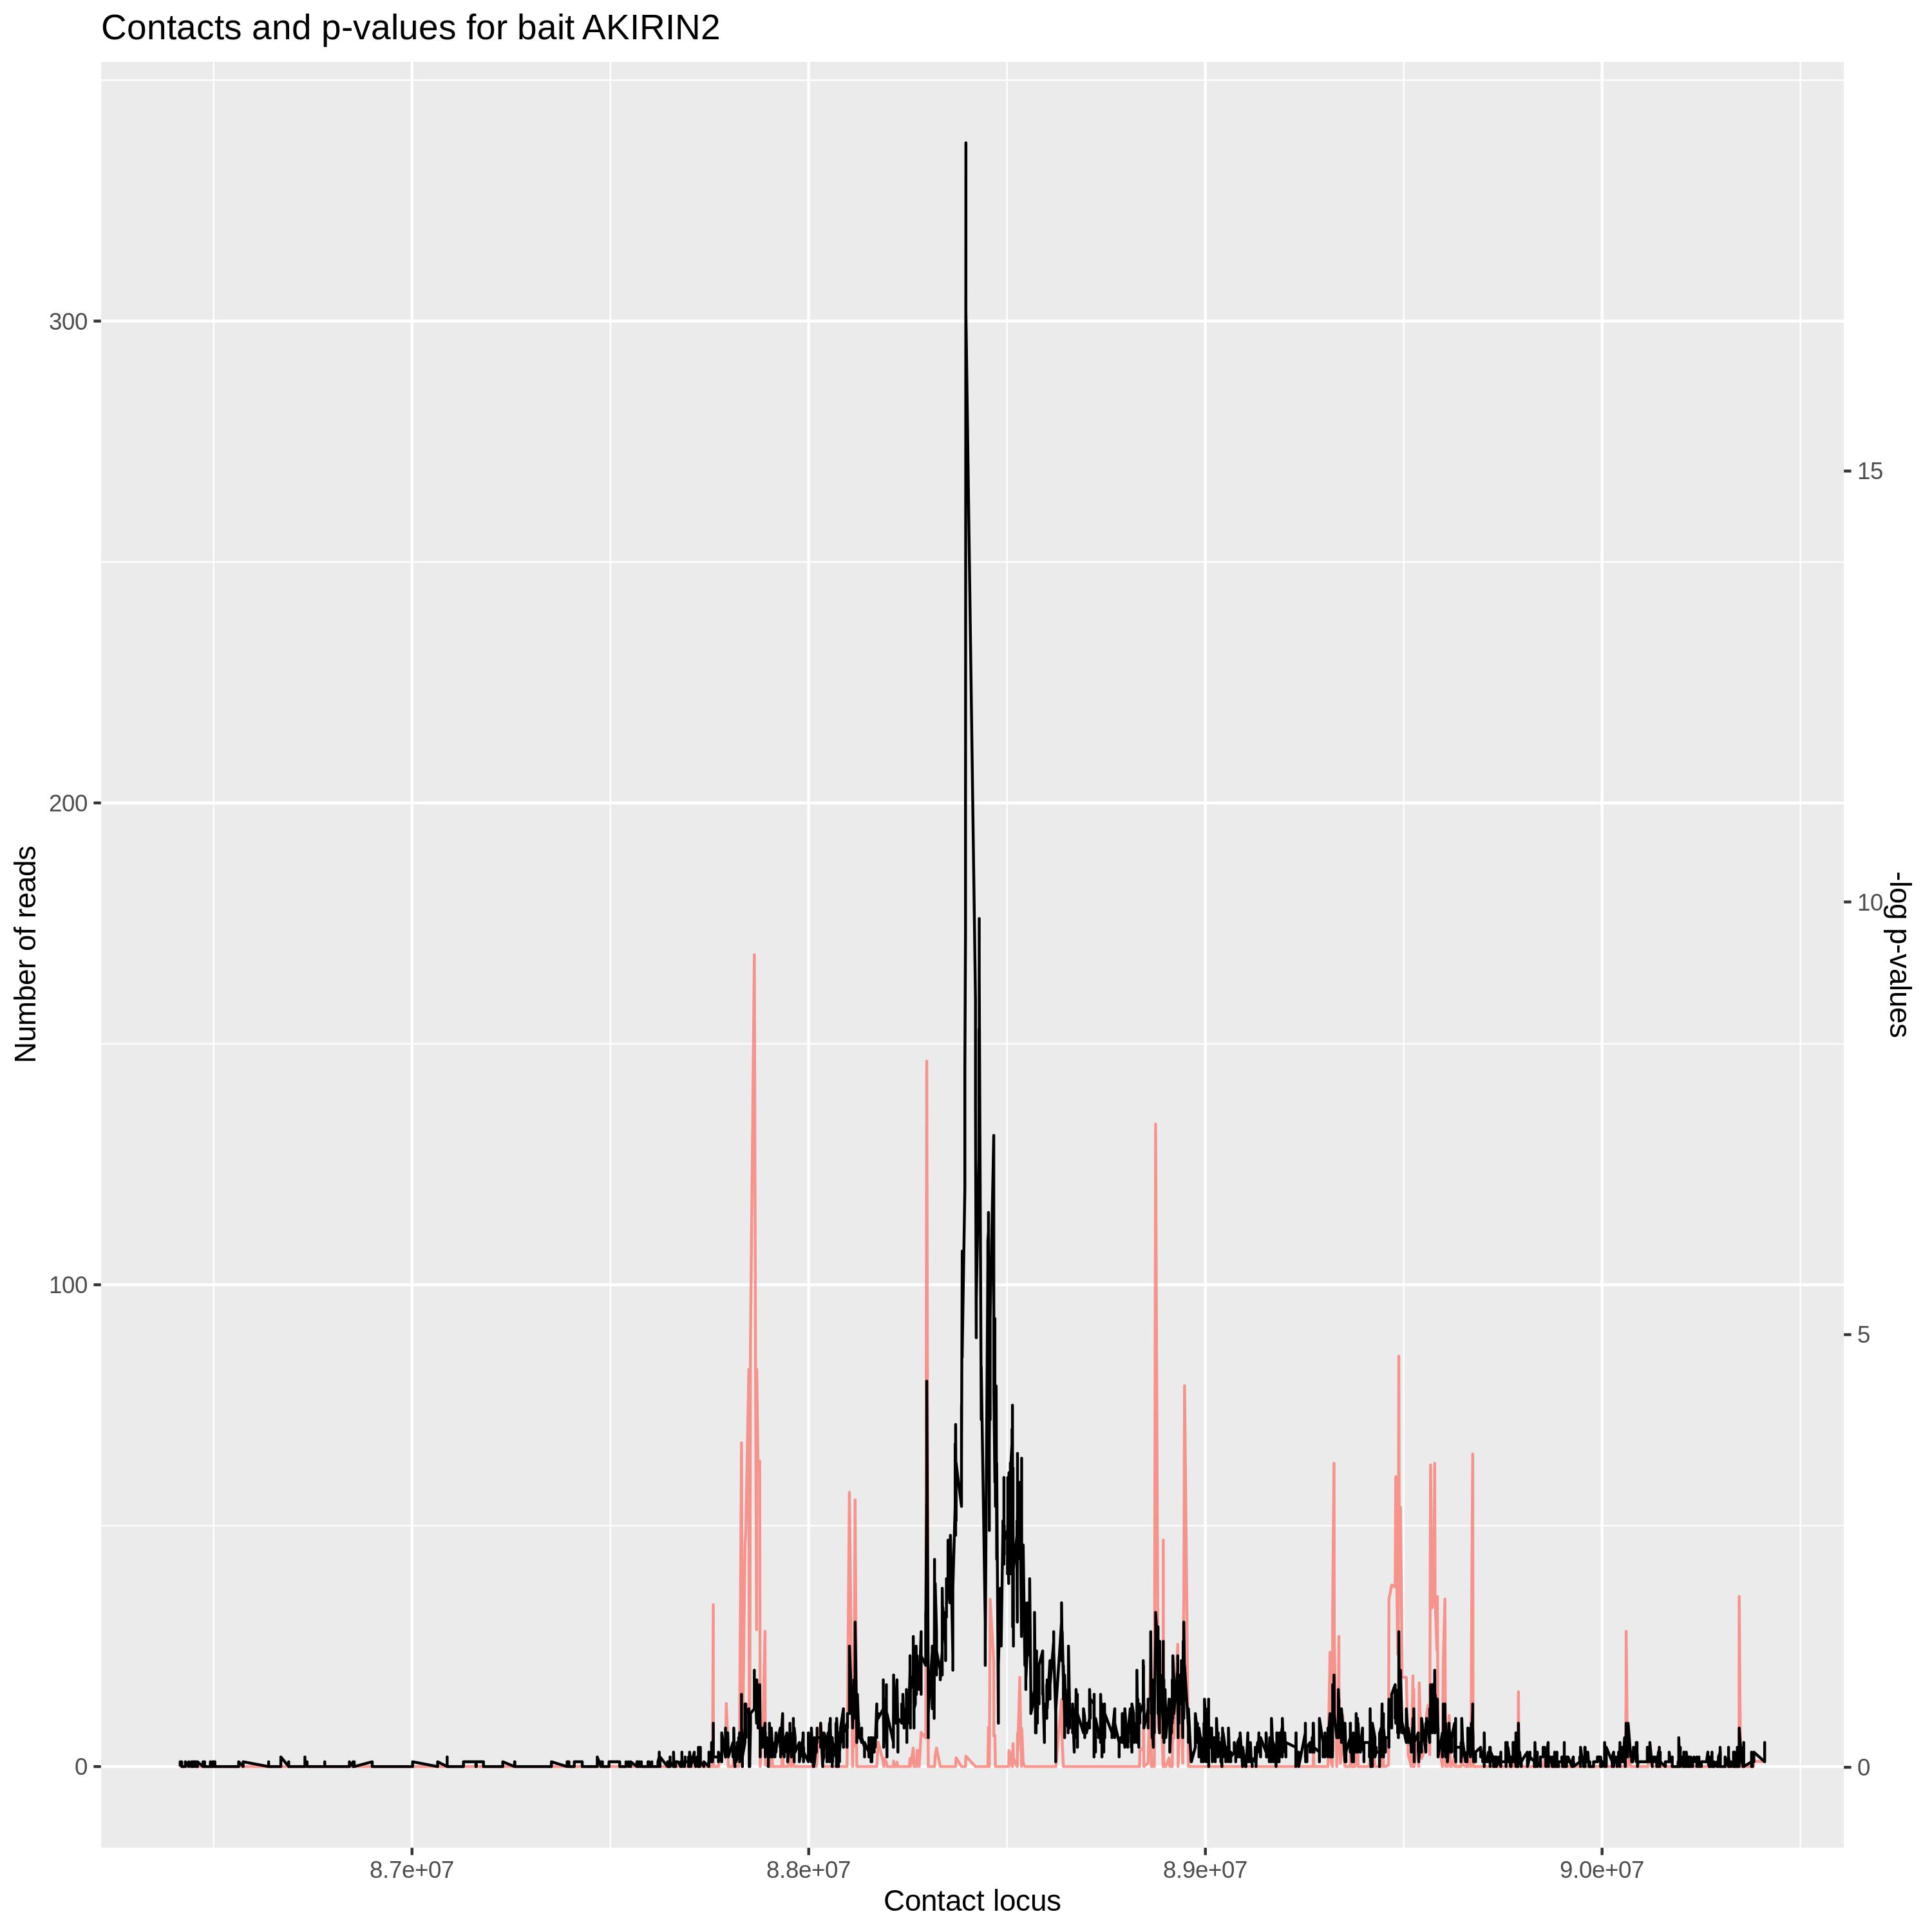 Contacts and p-values for bait AKIRIN2
300
200
100
0
Number of reads
15
10
5
0
-log p-values
8.7e+07
8.8e+07
8.9e+07
9.0e+07
Contact locus